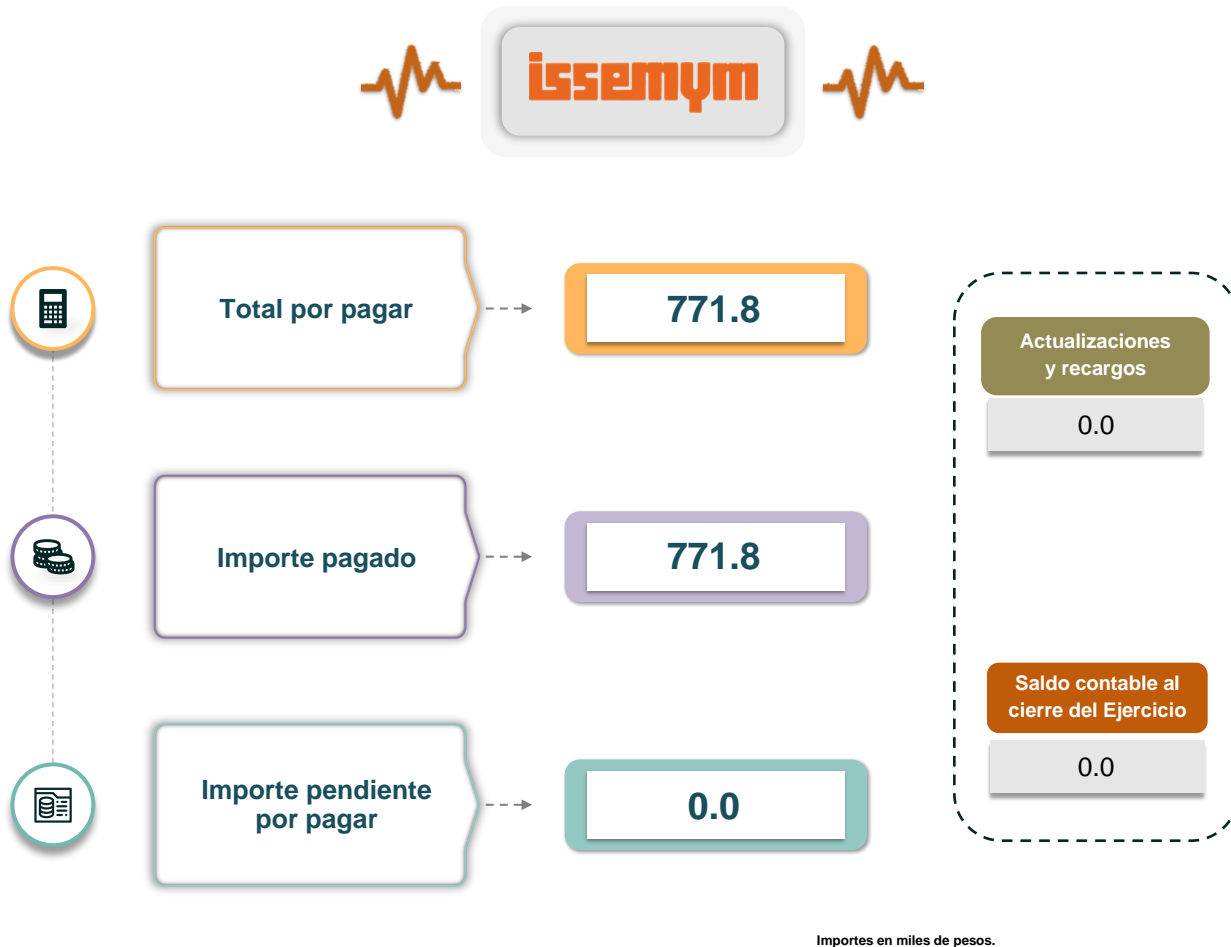 issemym
Total por pagar
771.8
Actualizaciones
y recargos
0.0
Importe pagado
771.8
Saldo contable al
cierre del Ejercicio
0.0
Importe pendiente
por pagar
0.0
Importes en miles de pesos.